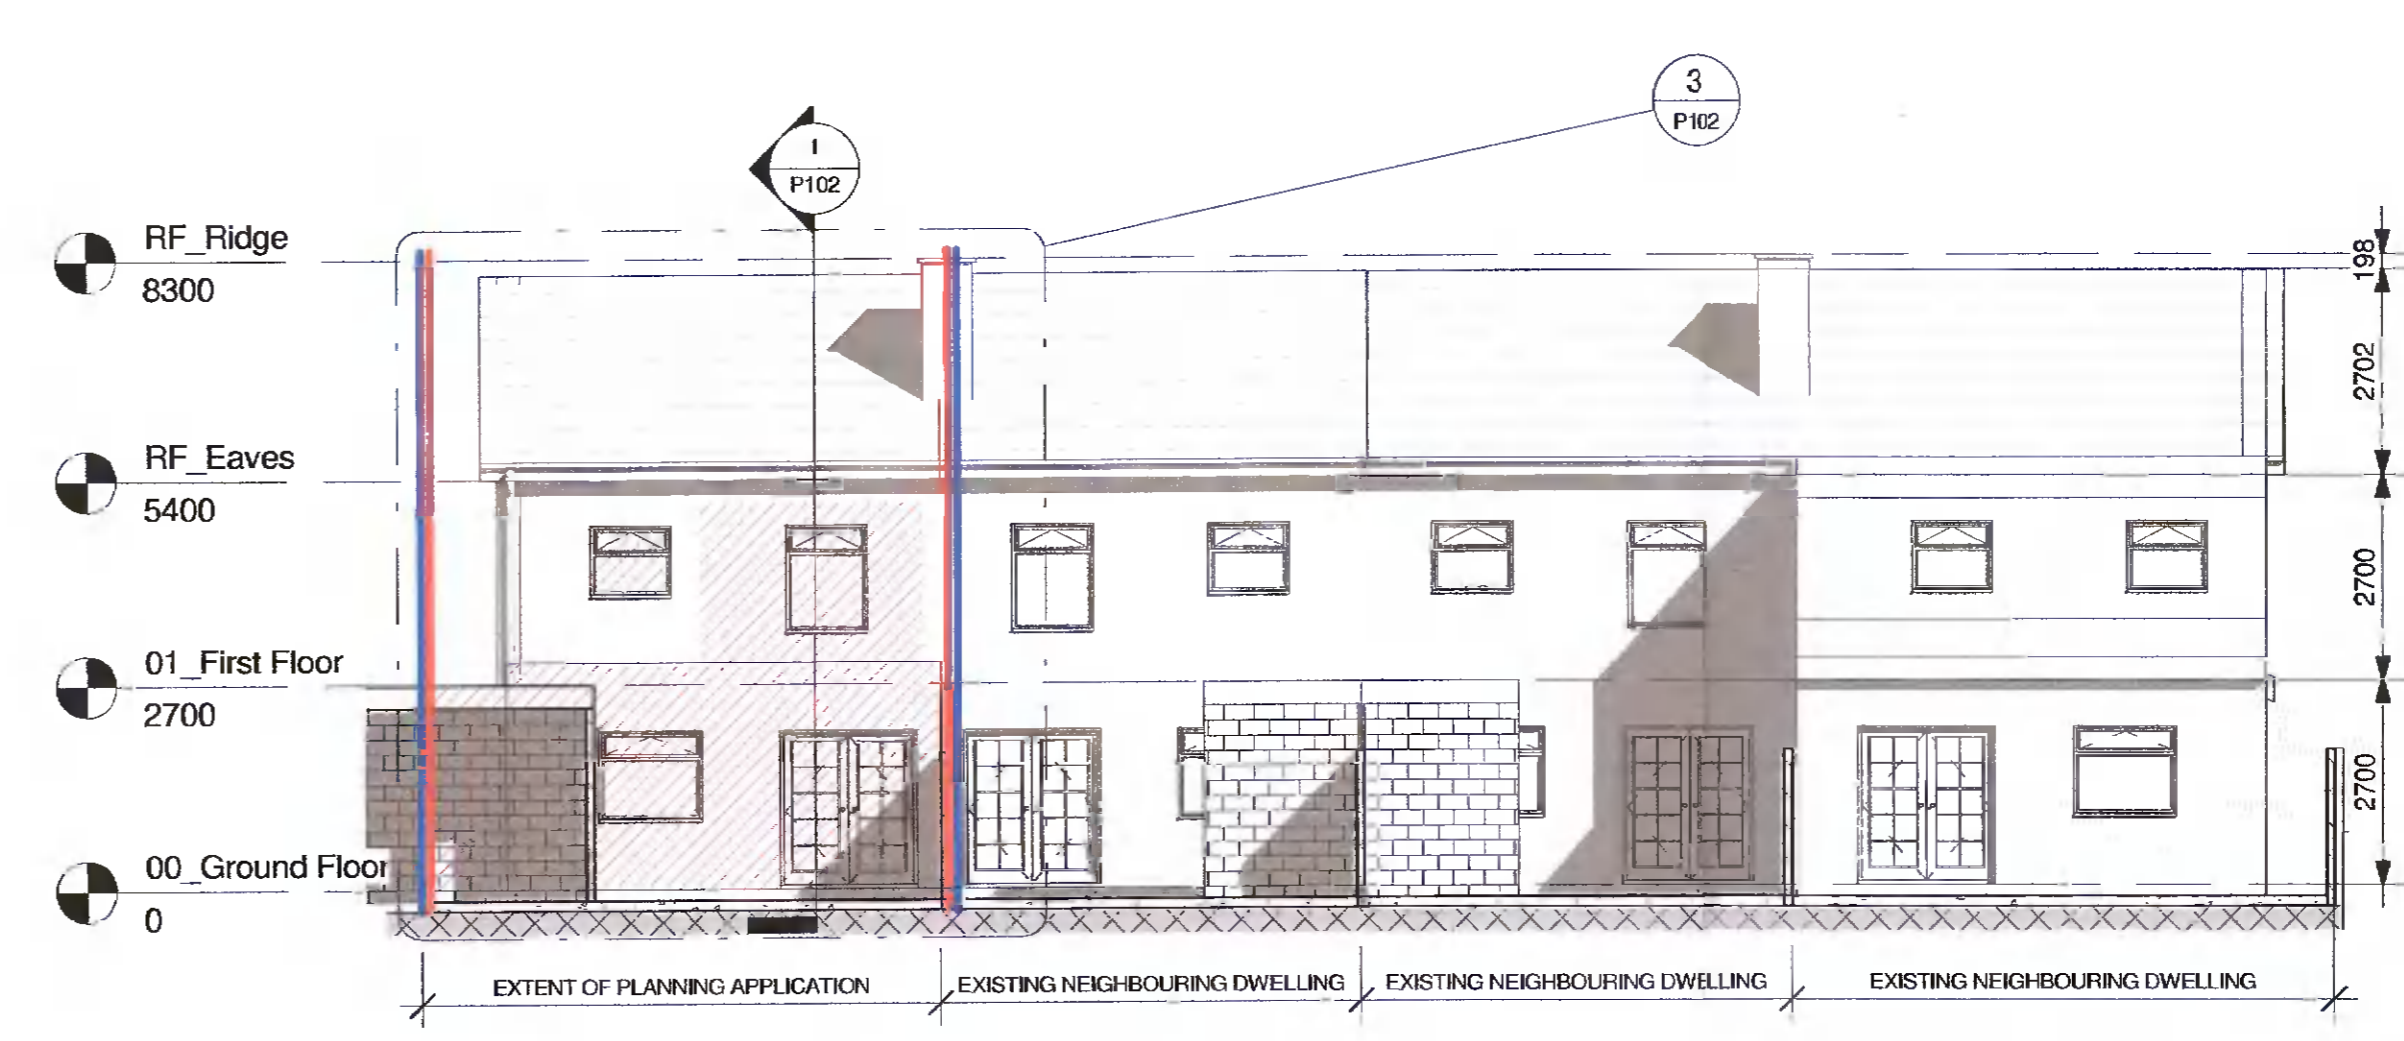 3
P102
1
P102
RF_Ridge
8300
198
2702
RF_Eaves
5400
2700
01_First Floor
2700
2700
00_Ground Floor
0
EXTENT OF PLANNING APPLICATION
EXISTING NEIGHBOURING DWELLING
EXISTING NEIGHBOURING DWELLING
EXISTING NEIGHBOURING DWELLING